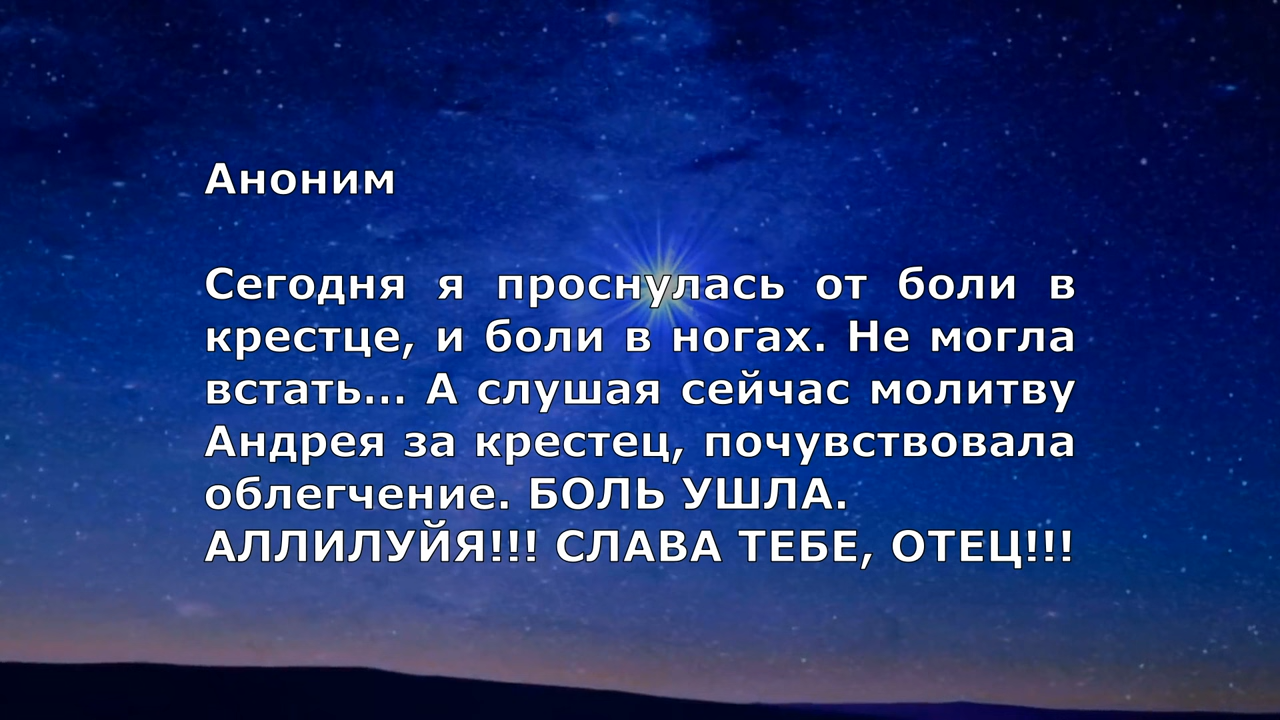 Аноним
Сегодня я проснулась от боли в
крестце, и боли в ногах. Не могла
встать... А слушая сейчас молитву
Андрея за крестец, почувствовала
облегчение. БОЛЬ УШЛА.
АЛЛИЛУЙЯ!!! СЛАВА ТЕБЕ, ОТЕЦ!!!